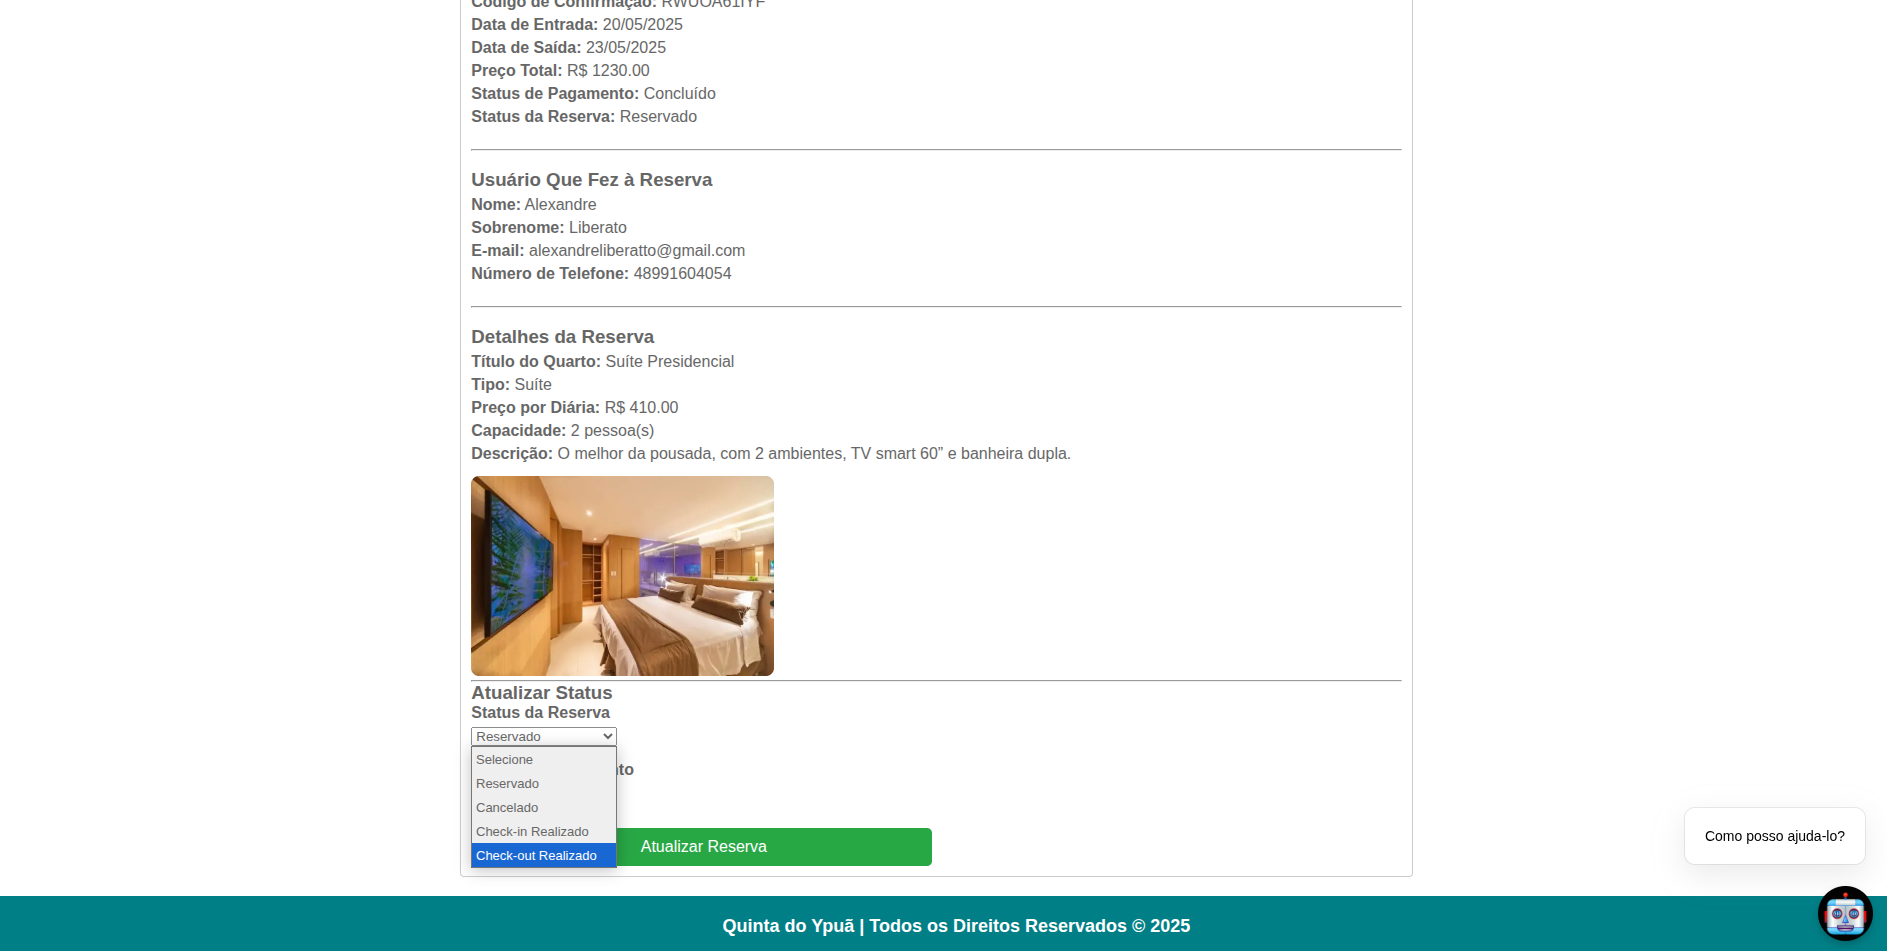 Código de Confirmação:
Data de Entrada: 20/05/2025
Data de Saída: 23/05/2025
Preço Total: R$ 1230.00
Status de Pagamento: Concluído
Status da Reserva: Reservado
Usuário Que Fez à Reserva
Nome: Alexandre
Sobrenome: Liberato
E-mail: alexandreliberatto@gmail.com
Número de Telefone: 48991604054
Detalhes da Reserva
Título do Quarto: Suíte Presidencial
Tipo: Suíte
Preço por Diária: R$ 410.00
Capacidade: 2 pessoa(s)
Descrição: O melhor da pousada, com 2 ambientes, TV smart 60” e banheira dupla.
Atualizar Status
Status da Reserva
Reservado
Selecione
Reservado
Cancelado
Check-in Realizado
Check-out Realizado
Atualizar Reserva
Como posso ajuda-lo?
Quinta do Ypuã | Todos os Direitos Reservados © 2025